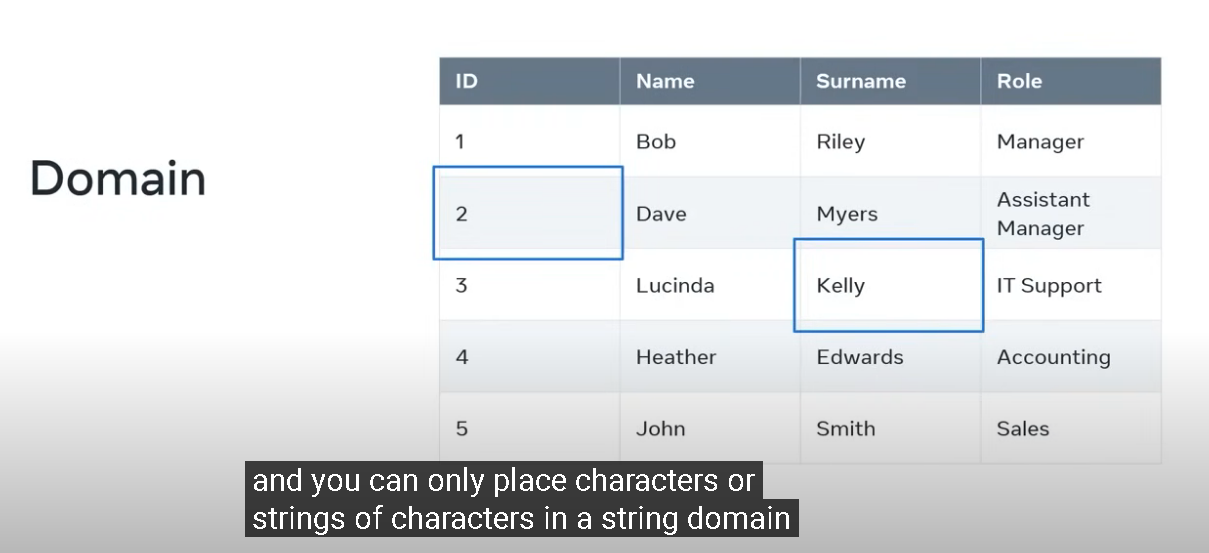 Domain
ID Name Surname Role
1 Bob Riley Manager
2 Dave Myers Assistant Manager
3 Lucinda Kelly IT Support
4 Heather Edwards Accounting
5 John Smith Sales
and you can only place characters or
strings of characters in a string domain